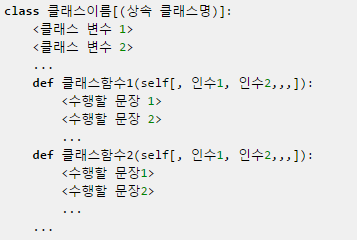 class 클래스이름[(상속 클래스명)]:
    <클래스 변수 1>
    <클래스 변수 2>
    ...
    def 클래스함수1(self[, 인수1, 인수2,,,]):
        <수행할 문장 1>
        <수행할 문장 2>
        ...
    def 클래스함수2(self[, 인수1, 인수2,,,]):
        <수행할 문장1>
        <수행할 문장2>
        ...
    ...